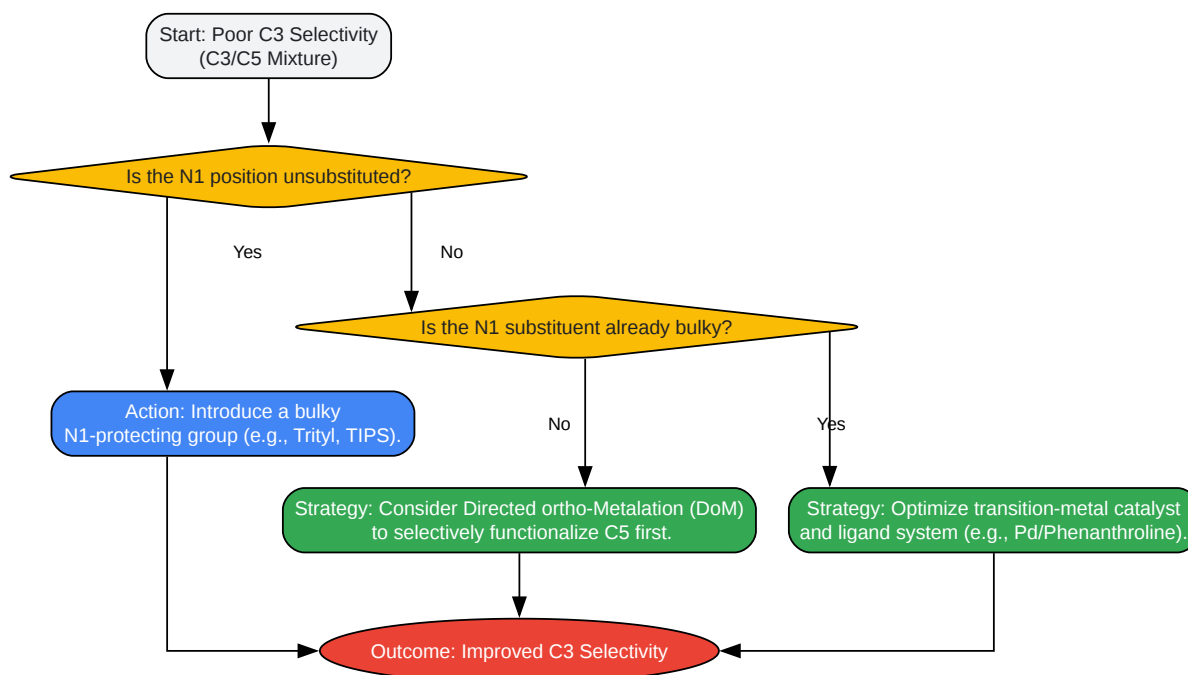 Start: Poor C3 Selectivity
(C3/C5 Mixture)
Is the N1 position unsubstituted?
Yes
No
Is the N1 substituent already bulky?
Action: Introduce a bulky
N1-protecting group (e.g., Trityl, TIPS).
No
Yes
Strategy: Consider Directed ortho-Metalation (DoM)
to selectively functionalize C5 first.
Strategy: Optimize transition-metal catalyst
and ligand system (e.g., Pd/Phenanthroline).
Outcome: Improved C3 Selectivity